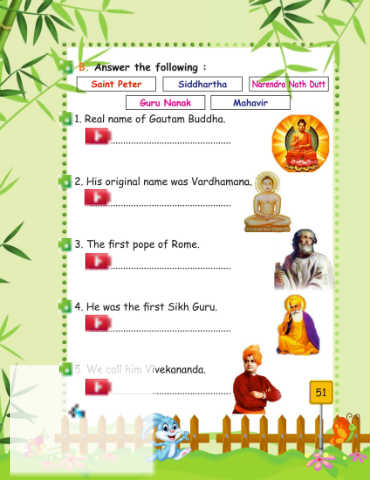 B. Answer the following :
Saint Peter Siddhartha Narendra Nath Dutt
Guru Nanak Mahavir
1. Real name of Gautam Buddha.
2. His original name was Vardhamana.
3. The first pope of Rome.
4. He was the first Sikh Guru.
5. We call him Vivekananda.
51